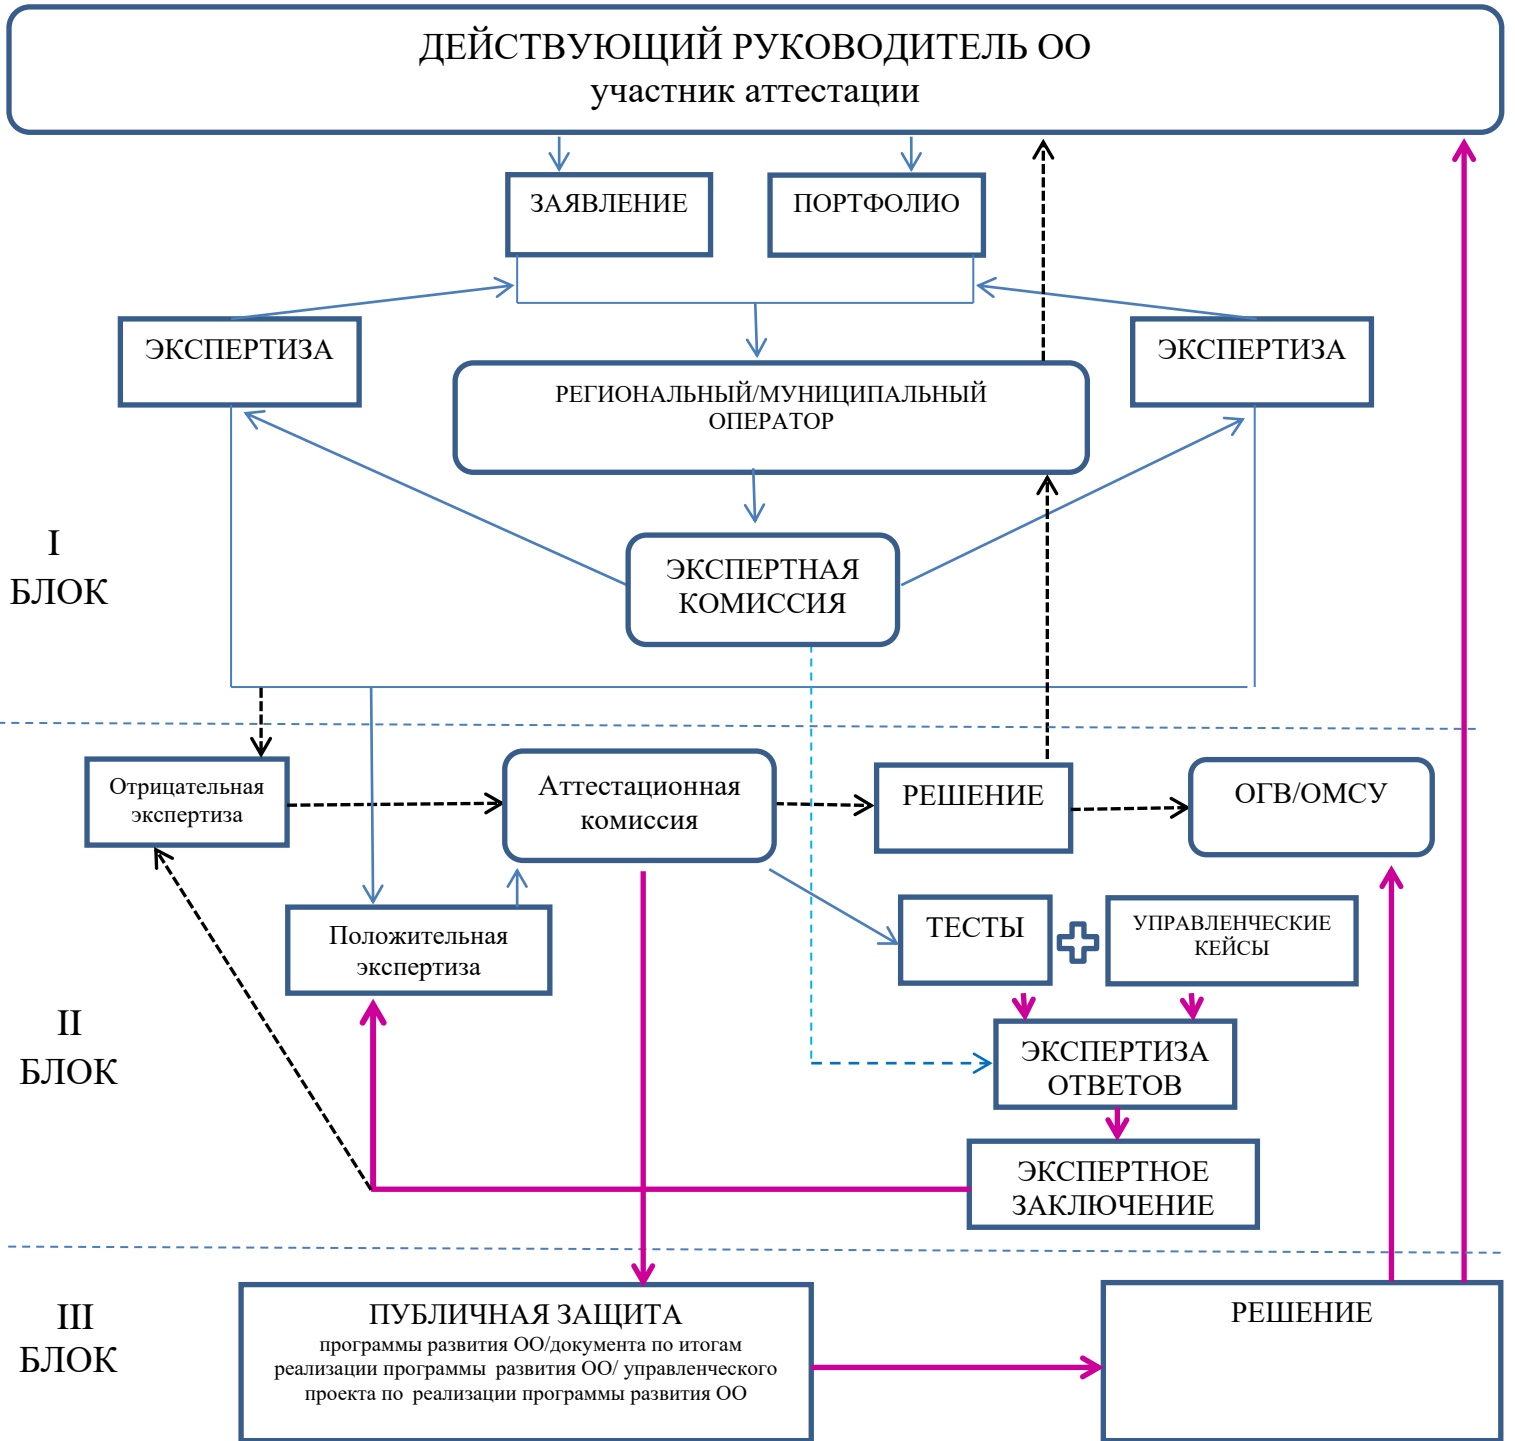 ДЕЙСТВУЮЩИЙ РУКОВОДИТЕЛЬ ОО
участник аттестации
ЗАЯВЛЕНИЕ
ПОРТФОЛИО
ЭКСПЕРТИЗА
ЭКСПЕРТИЗА
РЕГИОНАЛЬНЫЙ/МУНИЦИПАЛЬНЫЙ
ОПЕРАТОР
I
БЛОК
ЭКСПЕРТНАЯ
КОМИССИЯ
Отрицательная
экспертиза
Аттестационная
комиссия
РЕШЕНИЕ
ОГВ/ОМСУ
Положительная
экспертиза
ТЕСТЫ
УПРАВЛЕНЧЕСКИЕ
КЕЙСЫ
II
БЛОК
ЭКСПЕРТИЗА
ОТВЕТОВ
ЭКСПЕРТНОЕ
ЗАКЛЮЧЕНИЕ
III
БЛОК
ПУБЛИЧНАЯ ЗАЩИТА
программы развития ОО/документа по итогам
реализации программы развития ОО/ управленческого
проекта по реализации программы развития ОО
РЕШЕНИЕ